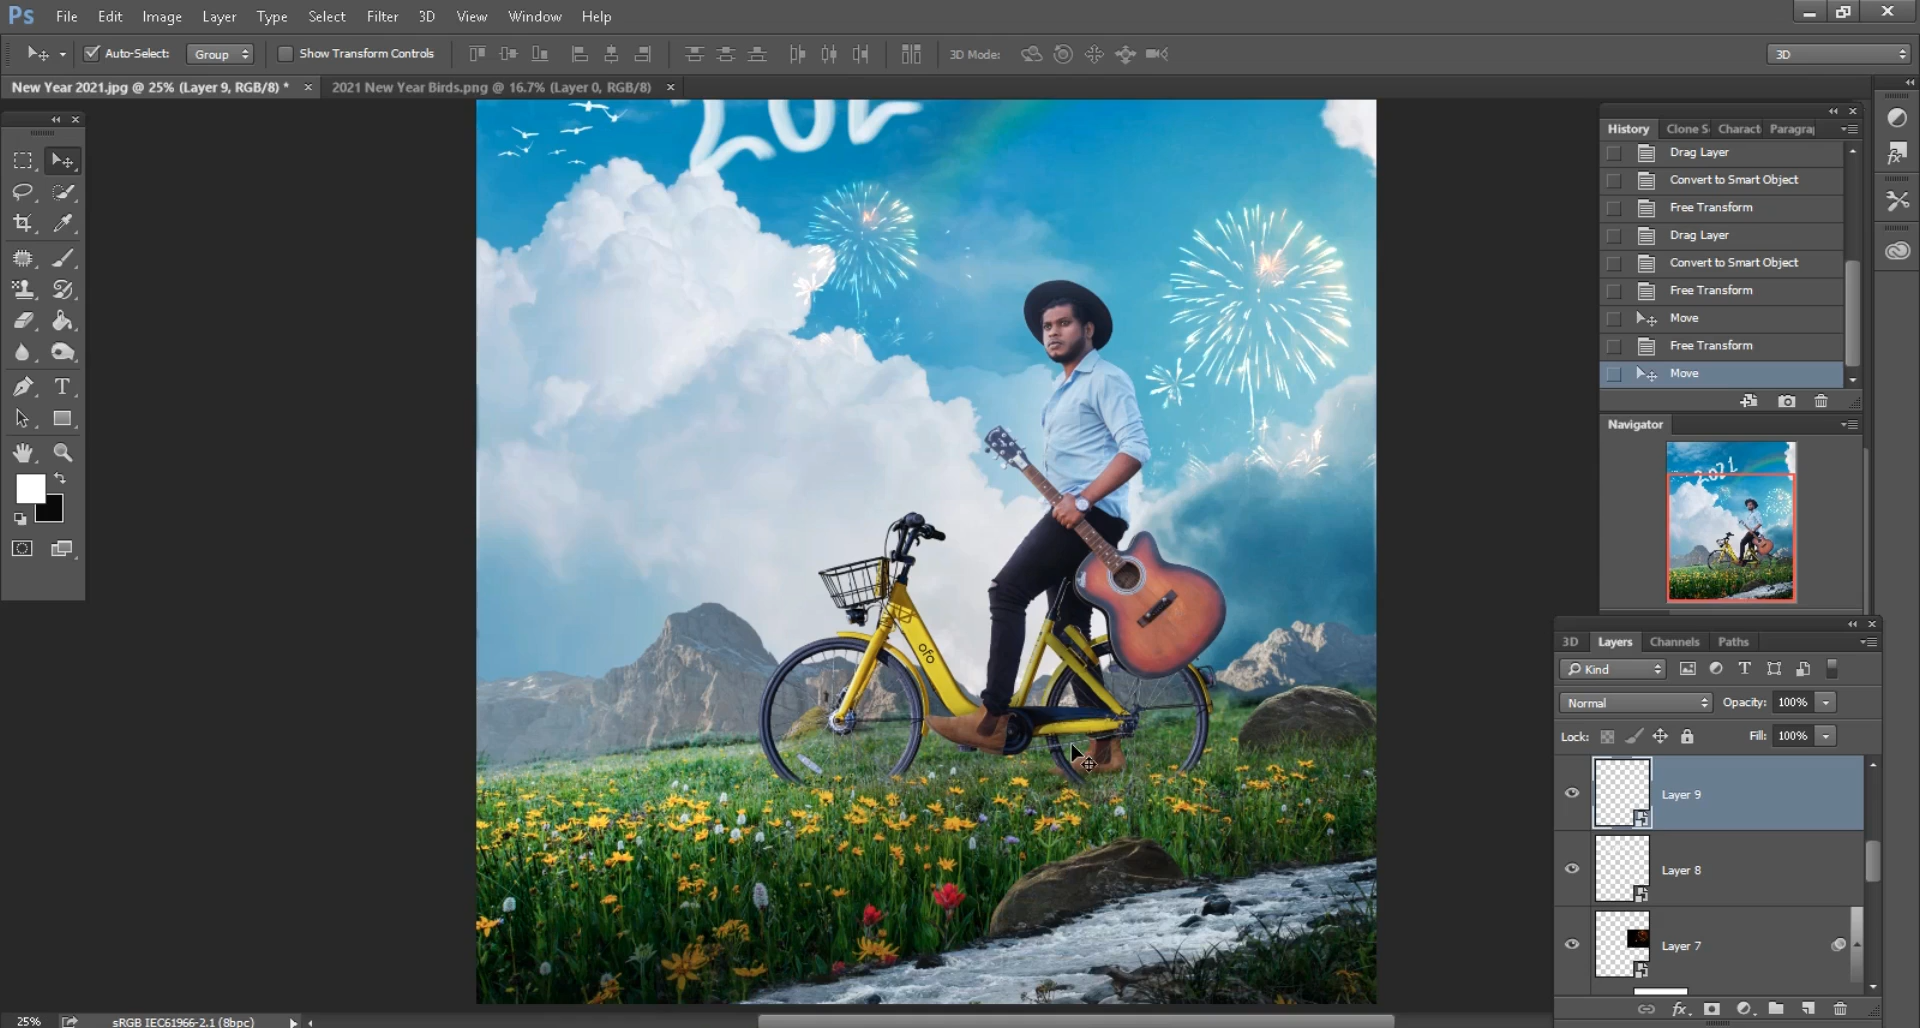 Ps File Edit Image Layer Type Select Filter 3D View Window Help
Auto-Select: Group Show Transform Controls 3D Mode: 3D
New Year 2021.jpg @ 25% (Layer 9, RGB/8) * × 2021 New Year Birds.png @ 16.7% (Layer 0, RGB/8) ×
History Clone S Charact Paragra
Drag Layer
Convert to Smart Object
Free Transform
Drag Layer
Convert to Smart Object
Free Transform
Move
Free Transform
Move
Navigator
2021
202
ofo
T
3D Layers Channels Paths
Kind T
Normal Opacity: 100%
Lock: Fill: 100%
Layer 9
Layer 8
Layer 7
fx
25% sRGB IEC61966-2.1 (8bpc)